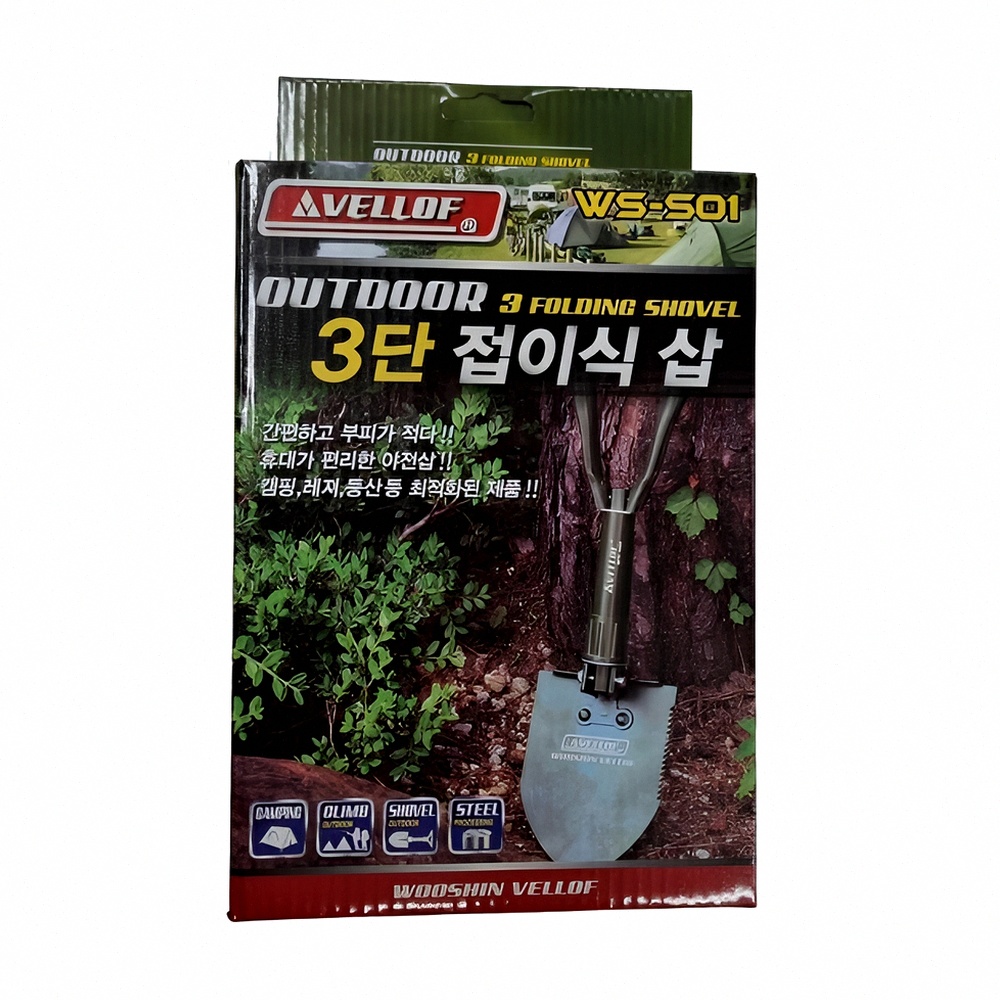 OUTDOOR 3 FOLDING SHOVEL
VELLOF
WS-S01
OUTDOOR 3 FOLDING SHOVEL
3단 접이식 삽
간편하고 부피가 적다!!
휴대가 편리한 야전삽!!
캠핑,레저,등산등 최적화된 제품!!
VELLOF
CAMPING
CLIMB
OUTDOOR
SHOVEL
OUTDOOR
STEEL
WOOSHIN VELLOF